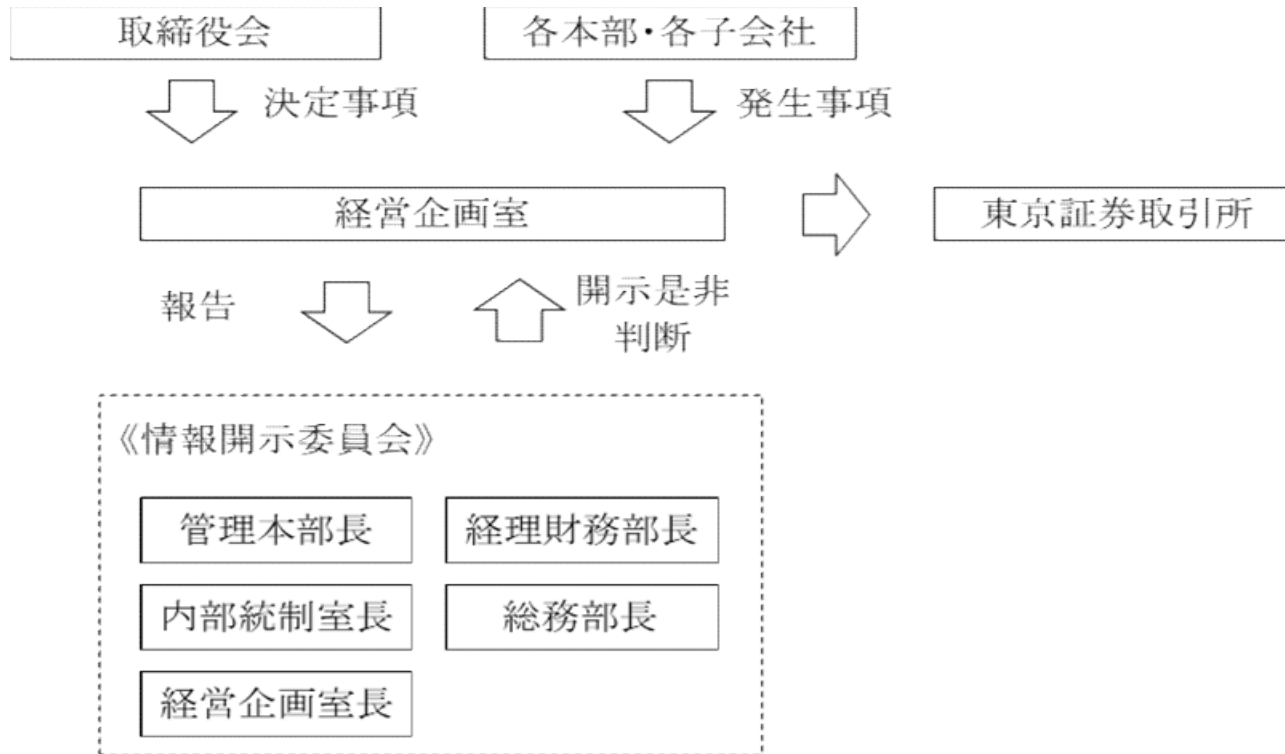 取締役会
各本部・各子会社
決定事項
発生事項
経営企画室
東京証券取引所
報告
開示是非
判断
《情報開示委員会》
管理本部長
経理財務部長
内部統制室長
総務部長
経営企画室長